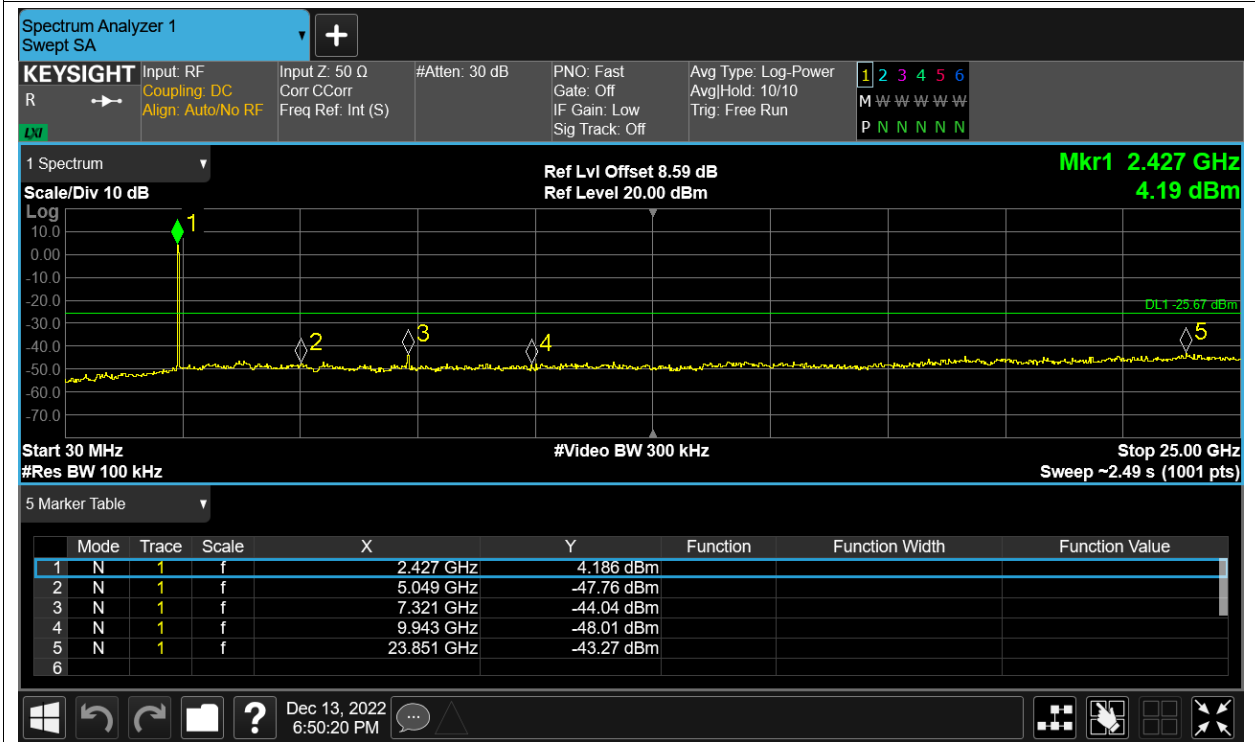 Spectrum Analyzer 1
Swept SA
+
KEYSIGHT
R
LXI
Input: RF
Coupling: DC
Align: Auto/No RF
Input Z: 50 Ω
Corr CCorr
Freq Ref: Int (S)
#Atten: 30 dB
PNO: Fast
Gate: Off
IF Gain: Low
Sig Track: Off
Avg Type: Log-Power
Avg|Hold: 10/10
Trig: Free Run
1 2 3 4 5 6
M W W W W W
P N N N N N
1 Spectrum
Scale/Div 10 dB
Ref Lvl Offset 8.59 dB
Ref Level 20.00 dBm
Mkr1 2.427 GHz
4.19 dBm
Log
10.0
0.00
-10.0
-20.0
-30.0
-40.0
-50.0
-60.0
-70.0
1
2
3
4
5
DL1 -25.67 dBm
Start 30 MHz
#Video BW 300 kHz
Stop 25.00 GHz
#Res BW 100 kHz
Sweep ~2.49 s (1001 pts)
5 Marker Table
Mode Trace Scale X Y Function Function Width Function Value
1 N 1 f 2.427 GHz 4.186 dBm
2 N 1 f 5.049 GHz -47.76 dBm
3 N 1 f 7.321 GHz -44.04 dBm
4 N 1 f 9.943 GHz -48.01 dBm
5 N 1 f 23.851 GHz -43.27 dBm
6
?
Dec 13, 2022
6:50:20 PM